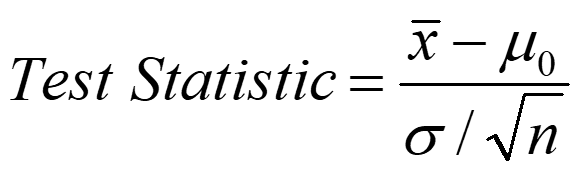 Test Statistic = (x̄ − μ₀) / (σ / √n)